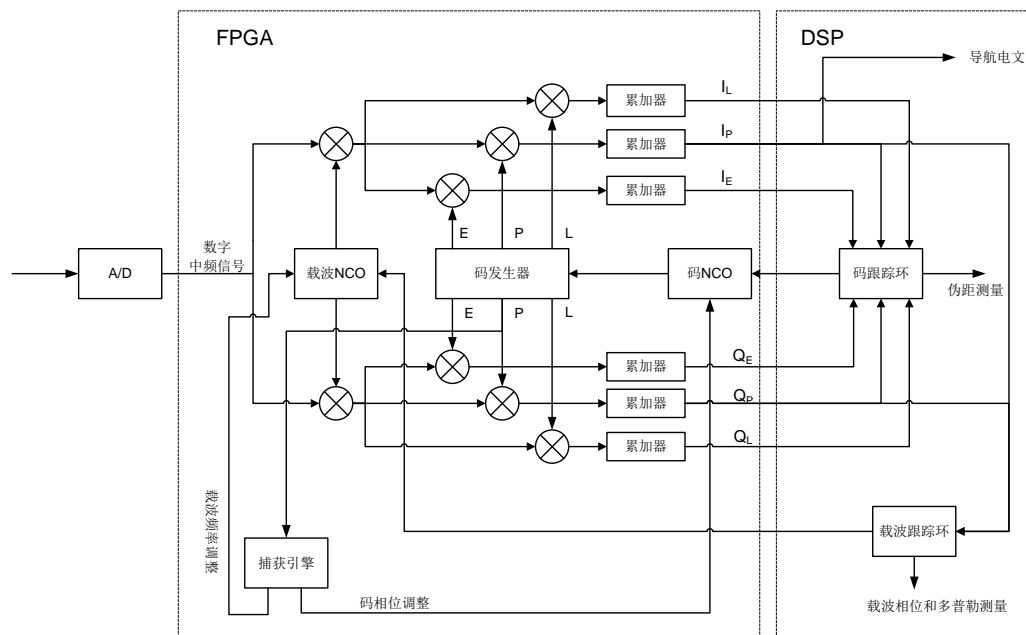 FPGA
DSP
导航电文
I_L
累加器
I_P
累加器
I_E
累加器
E
P
L
数字
中频信号
A/D
载波NCO
码发生器
码NCO
码跟踪环
伪距测量
E
P
L
Q_E
累加器
Q_P
累加器
Q_L
累加器
载波频率调整
载波跟踪环
捕获引擎
码相位调整
载波相位和多普勒测量